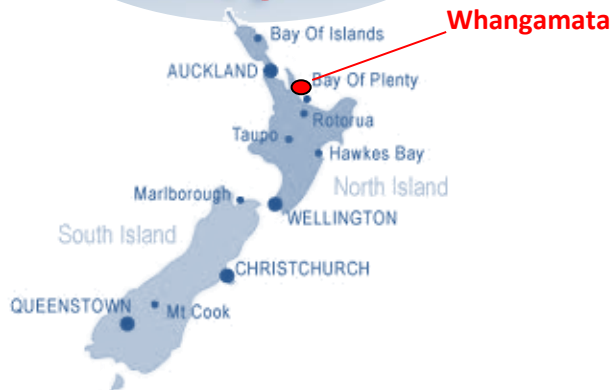 Whangamata
Bay Of Islands
AUCKLAND
Bay Of Plenty
Rotorua
Taupo
Hawkes Bay
North Island
Marlborough
WELLINGTON
South Island
CHRISTCHURCH
QUEENSTOWN
Mt Cook